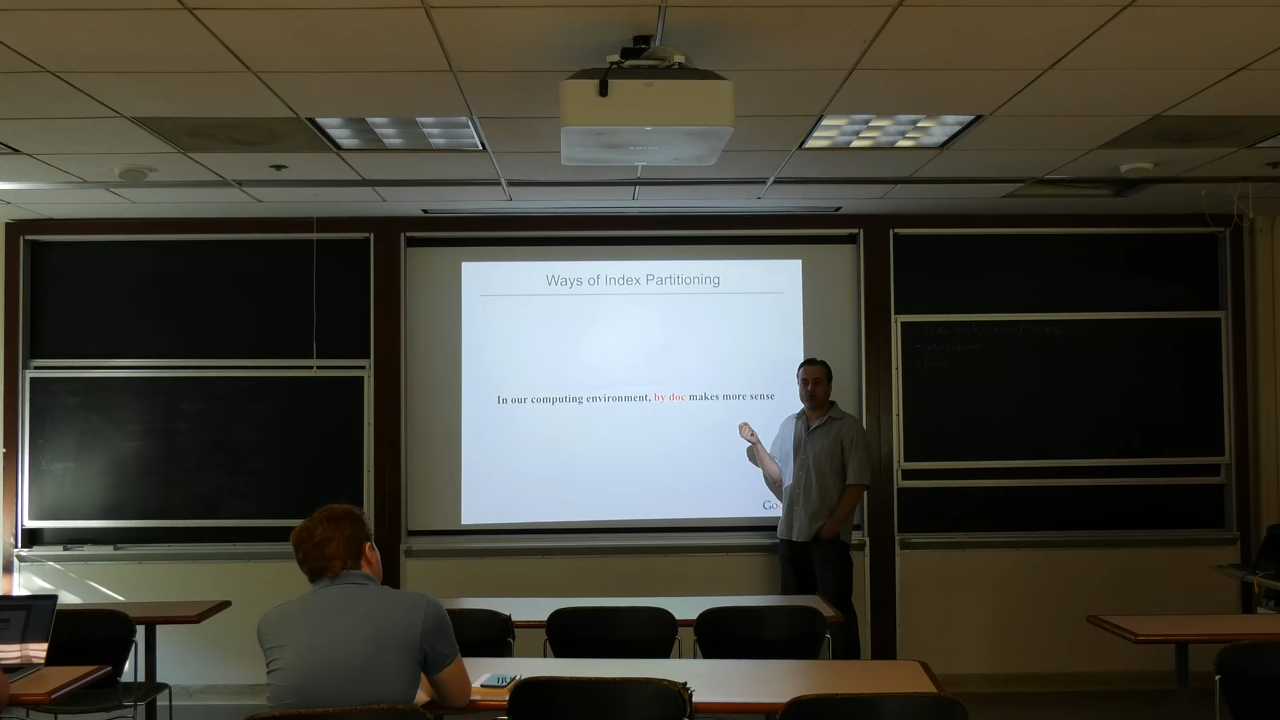 Ways of Index Partitioning
In our computing environment, by doc makes more sense